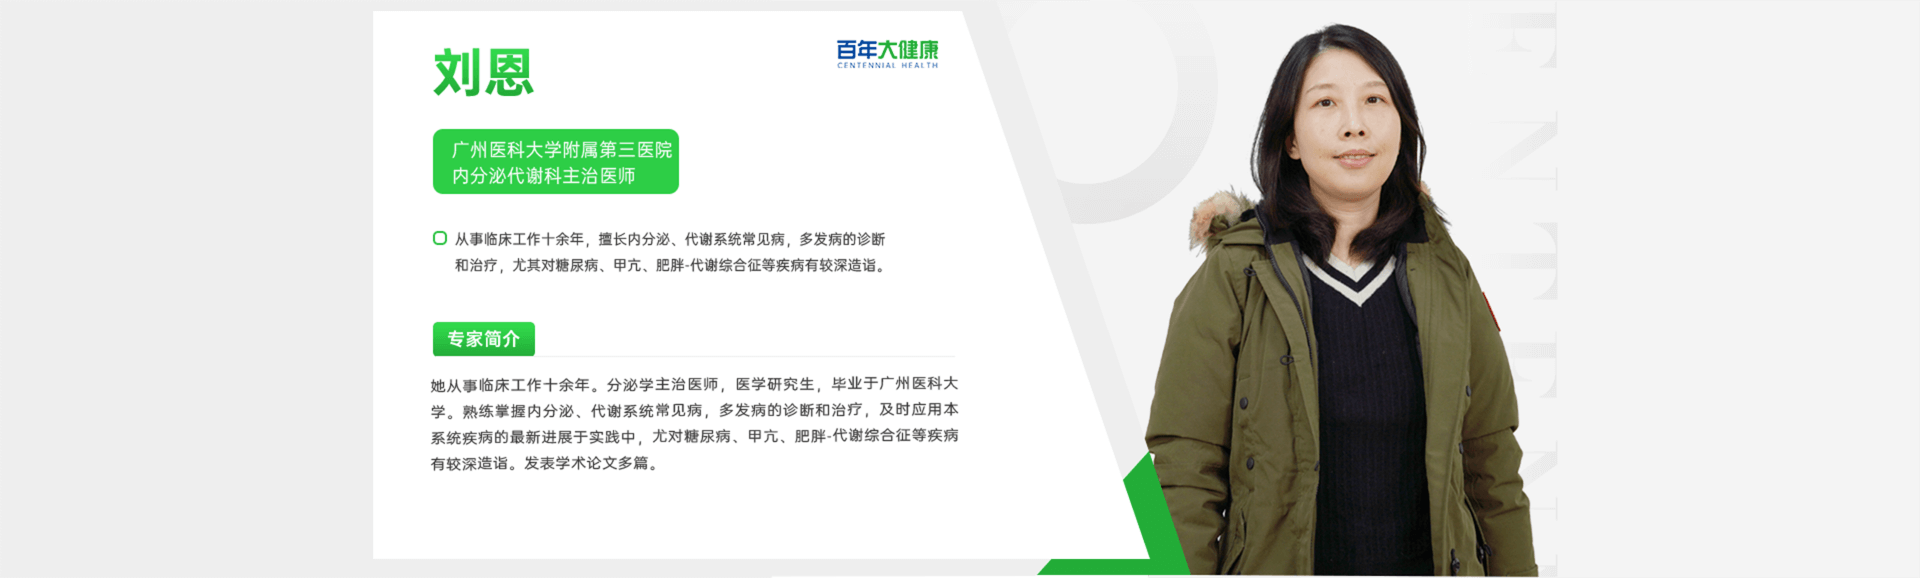 刘恩
百年大健康
CENTENNIAL HEALTH
广州医科大学附属第三医院
内分泌代谢科主治医师
从事临床工作十余年，擅长内分泌、代谢系统常见病，多发病的诊断
和治疗，尤其对糖尿病、甲亢、肥胖-代谢综合征等疾病有较深造诣。
专家简介
她从事临床工作十余年。分泌学主治医师，医学研究生，毕业于广州医科大
学。熟练掌握内分泌、代谢系统常见病，多发病的诊断和治疗，及时应用本
系统疾病的最新进展于实践中，尤对糖尿病、甲亢、肥胖-代谢综合征等疾病
有较深造诣。发表学术论文多篇。